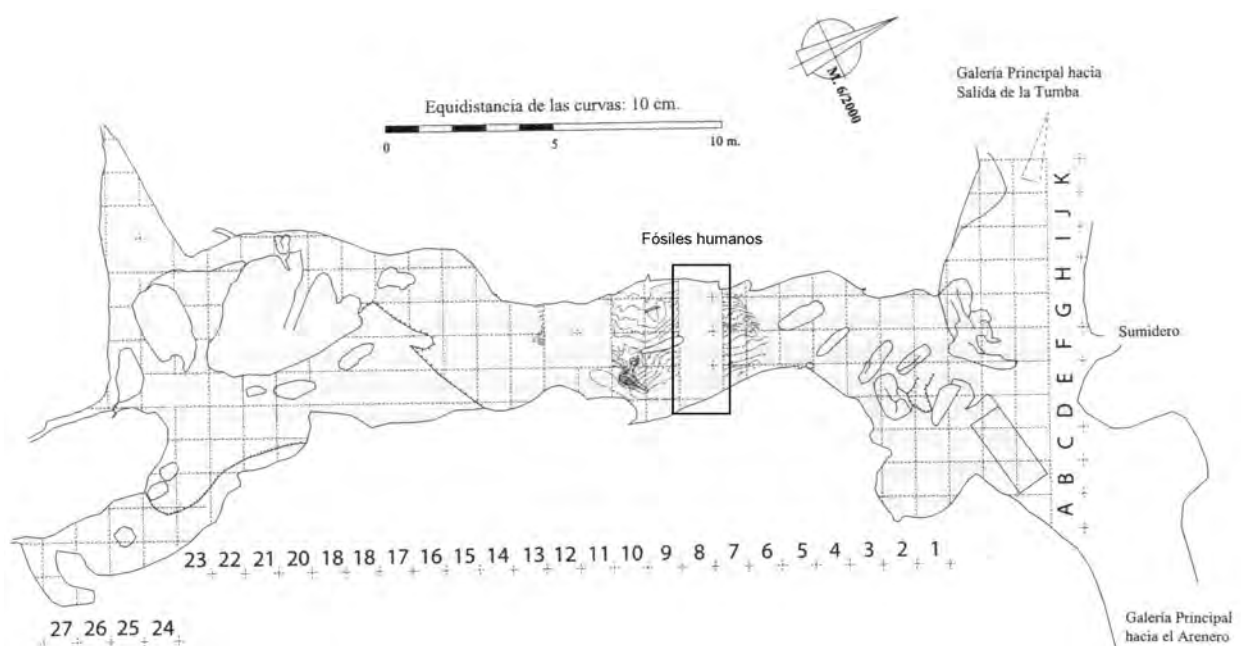 M. 6/2000
Galería Principal hacia
Salida de la Tumba
Equidistancia de las curvas: 10 cm.
0 5 10 m.
Fósiles humanos
K
J
I
H
G
F
E
D
C
B
A
Sumidero
23 22 21 20 18 18 17 16 15 14 13 12 11 10 9 8 7 6 5 4 3 2 1
27 26 25 24
Galería Principal
hacia el Arenero